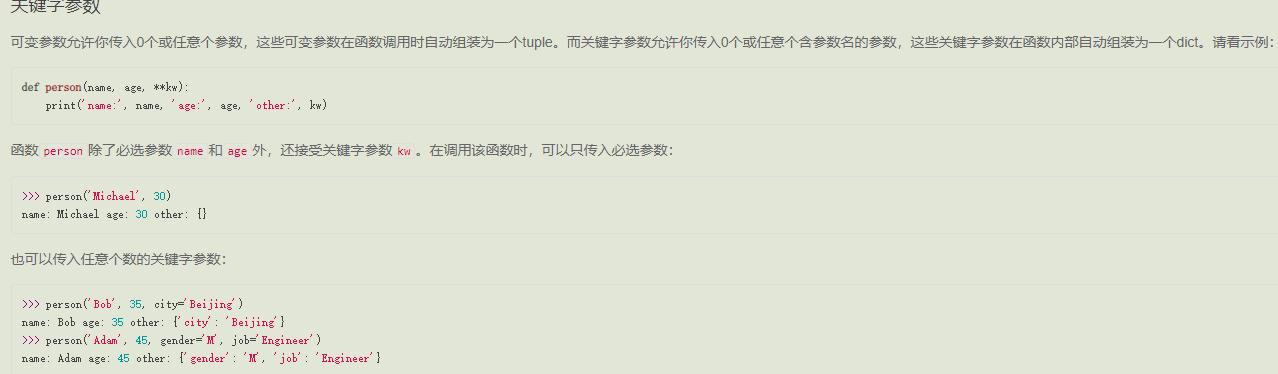 关键字参数
可变参数允许你传入0个或任意个参数，这些可变参数在函数调用时自动组装为一个tuple。而关键字参数允许你传入0个或任意个含参数名的参数，这些关键字参数在函数内部自动组装为一个dict。请看示例：
def person(name, age, **kw):
    print('name:', name, 'age:', age, 'other:', kw)
函数 person 除了必选参数 name 和 age 外，还接受关键字参数 kw 。在调用该函数时，可以只传入必选参数：
>>> person('Michael', 30)
name: Michael age: 30 other: {}
也可以传入任意个数的关键字参数：
>>> person('Bob', 35, city='Beijing')
name: Bob age: 35 other: {'city': 'Beijing'}
>>> person('Adam', 45, gender='M', job='Engineer')
name: Adam age: 45 other: {'gender': 'M', 'job': 'Engineer'}